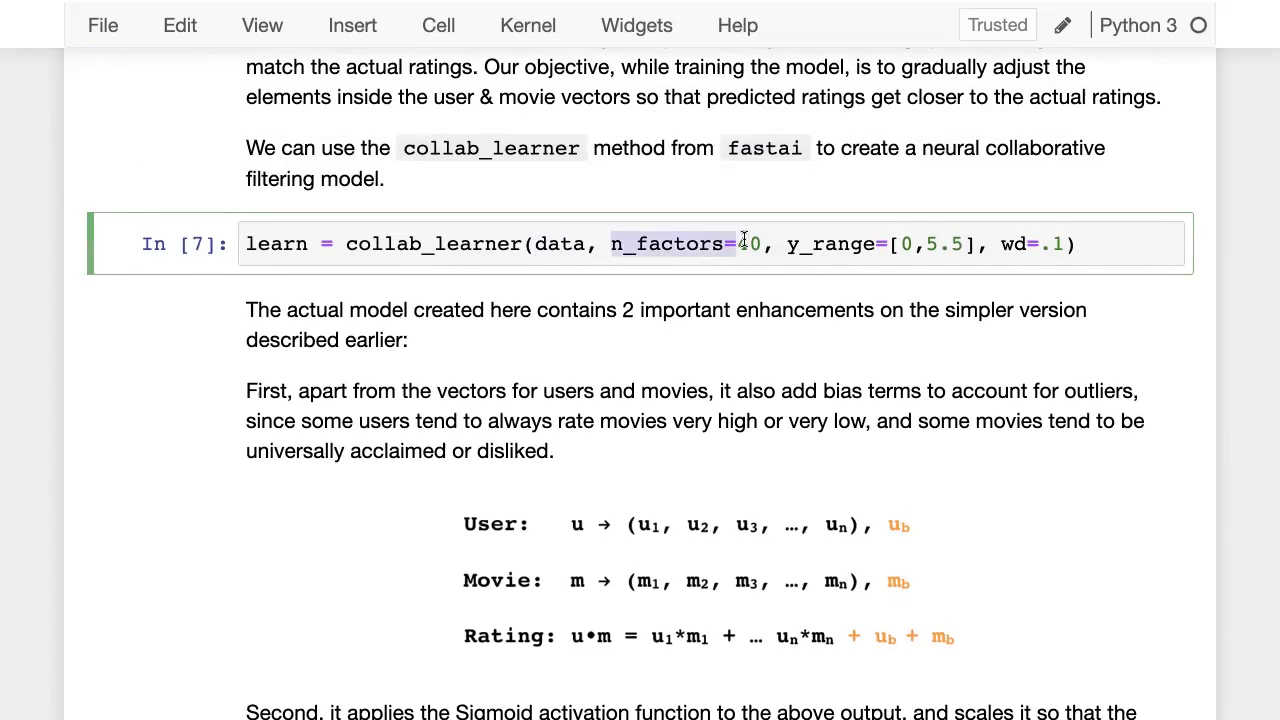 File Edit View Insert Cell Kernel Widgets Help Trusted Python 3
match the actual ratings. Our objective, while training the model, is to gradually adjust the
elements inside the user & movie vectors so that predicted ratings get closer to the actual ratings.
We can use the collab_learner method from fastai to create a neural collaborative
filtering model.
In [7]: learn = collab_learner(data, n_factors=40, y_range=[0,5.5], wd=.1)
The actual model created here contains 2 important enhancements on the simpler version
described earlier:
First, apart from the vectors for users and movies, it also add bias terms to account for outliers,
since some users tend to always rate movies very high or very low, and some movies tend to be
universally acclaimed or disliked.
User: u → (u₁, u₂, u₃, …, uₙ), u_b
Movie: m → (m₁, m₂, m₃, …, mₙ), m_b
Rating: u•m = u₁*m₁ + … uₙ*mₙ + u_b + m_b
Second, it applies the Sigmoid activation function to the above output, and scales it so that the